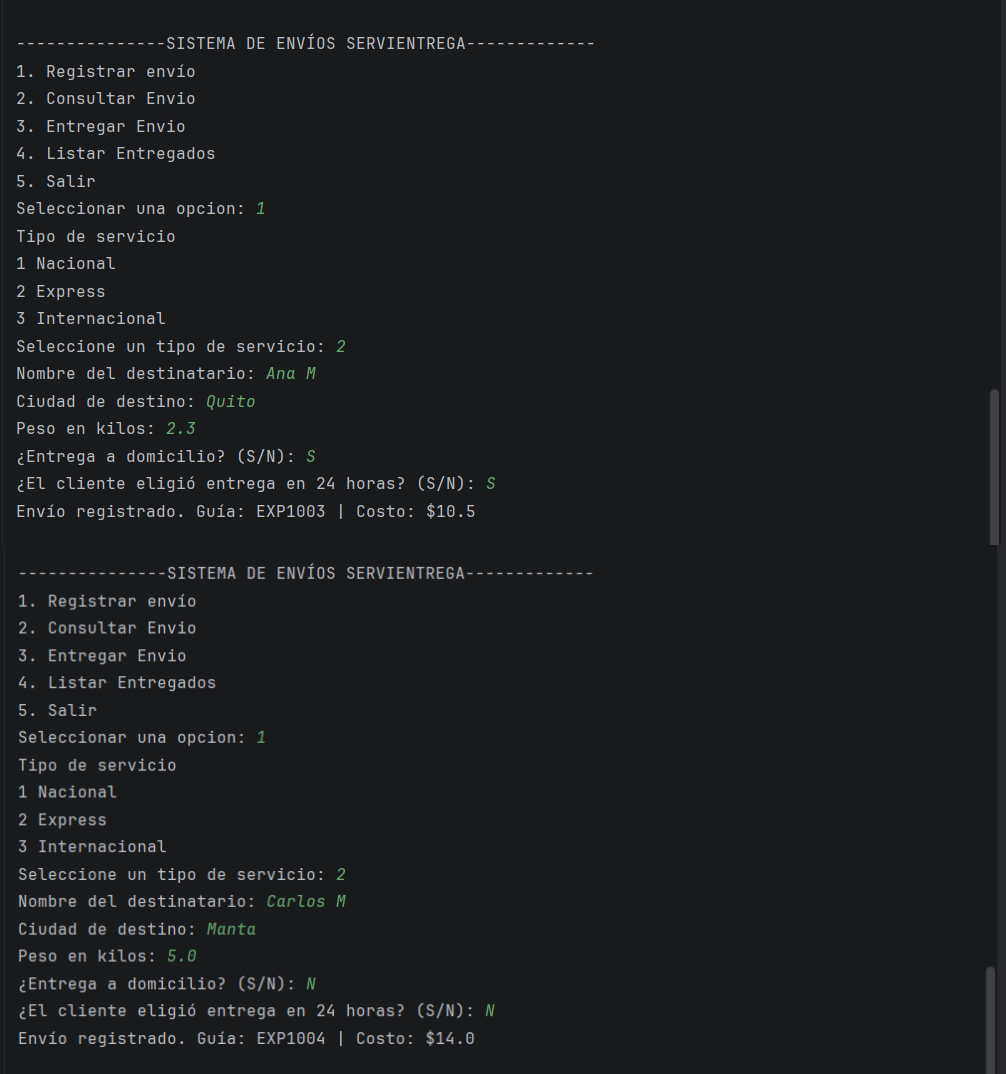 ---------------SISTEMA DE ENVÍOS SERVIENTREGA-------------
1. Registrar envío
2. Consultar Envio
3. Entregar Envio
4. Listar Entregados
5. Salir
Seleccionar una opcion: 1
Tipo de servicio
1 Nacional
2 Express
3 Internacional
Seleccione un tipo de servicio: 2
Nombre del destinatario: Ana M
Ciudad de destino: Quito
Peso en kilos: 2.3
¿Entrega a domicilio? (S/N): S
¿El cliente eligió entrega en 24 horas? (S/N): S
Envío registrado. Guía: EXP1003 | Costo: $10.5
---------------SISTEMA DE ENVÍOS SERVIENTREGA-------------
1. Registrar envío
2. Consultar Envio
3. Entregar Envio
4. Listar Entregados
5. Salir
Seleccionar una opcion: 1
Tipo de servicio
1 Nacional
2 Express
3 Internacional
Seleccione un tipo de servicio: 2
Nombre del destinatario: Carlos M
Ciudad de destino: Manta
Peso en kilos: 5.0
¿Entrega a domicilio? (S/N): N
¿El cliente eligió entrega en 24 horas? (S/N): N
Envío registrado. Guía: EXP1004 | Costo: $14.0